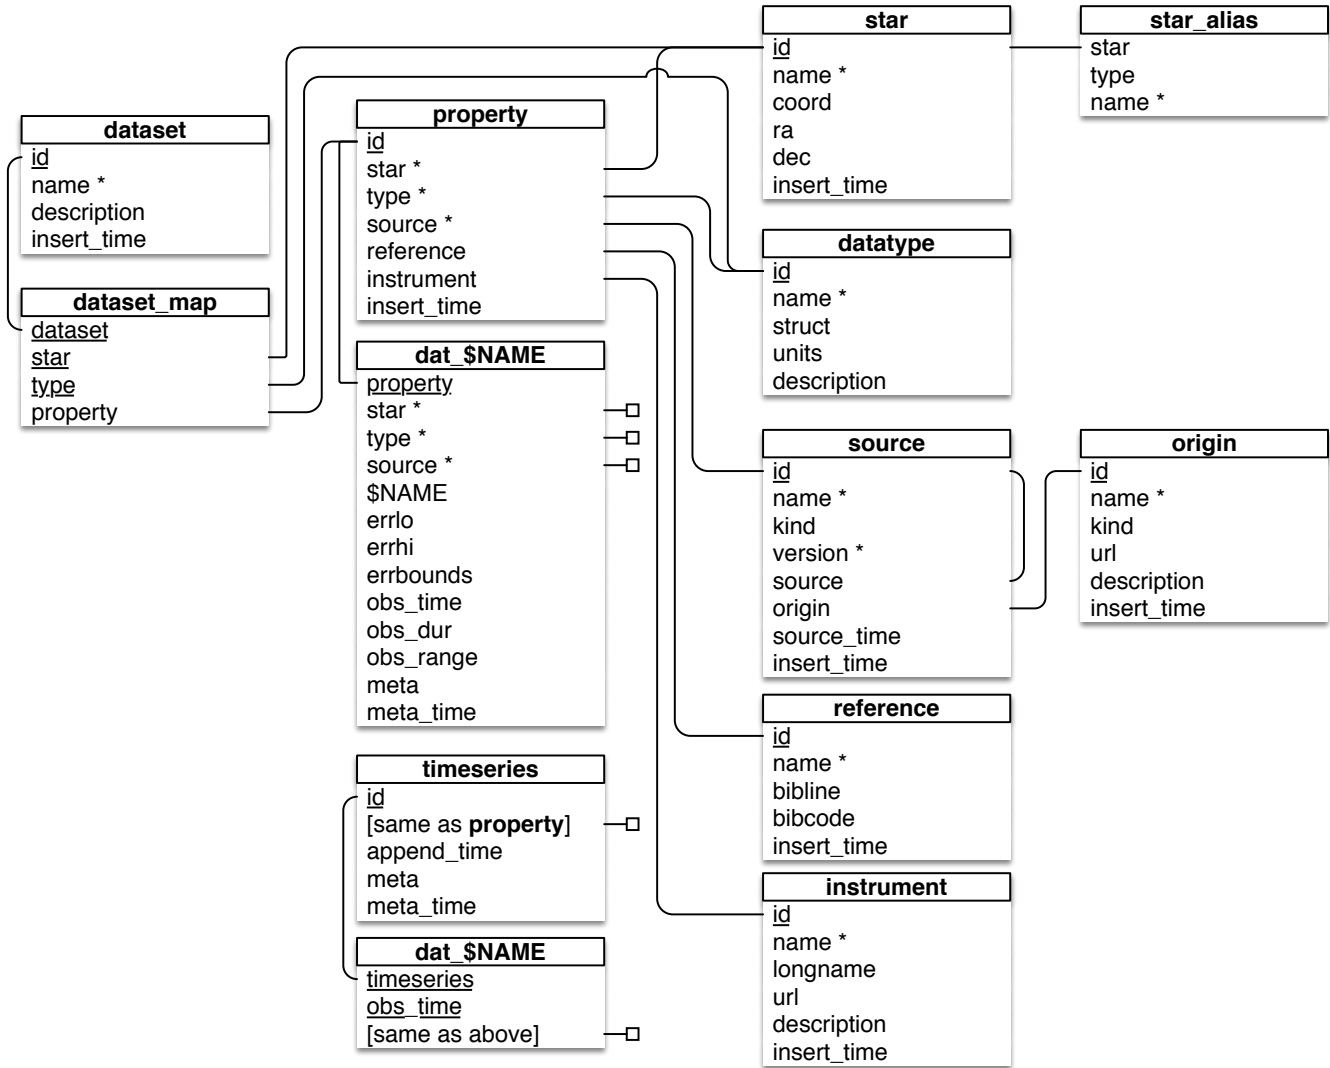 dataset
id
name *
description
insert_time
dataset_map
dataset
star
type
property
property
id
star *
type *
source *
reference
instrument
insert_time
dat_$NAME
property
star *
type *
source *
$NAME
errlo
errhi
errbounds
obs_time
obs_dur
obs_range
meta
meta_time
timeseries
id
[same as property]
append_time
meta
meta_time
dat_$NAME
timeseries
obs_time
[same as above]
star
id
name *
coord
ra
dec
insert_time
datatype
id
name *
struct
units
description
source
id
name *
kind
version *
source
origin
source_time
insert_time
reference
id
name *
bibline
bibcode
insert_time
instrument
id
name *
longname
url
description
insert_time
star_alias
star
type
name *
origin
id
name *
kind
url
description
insert_time